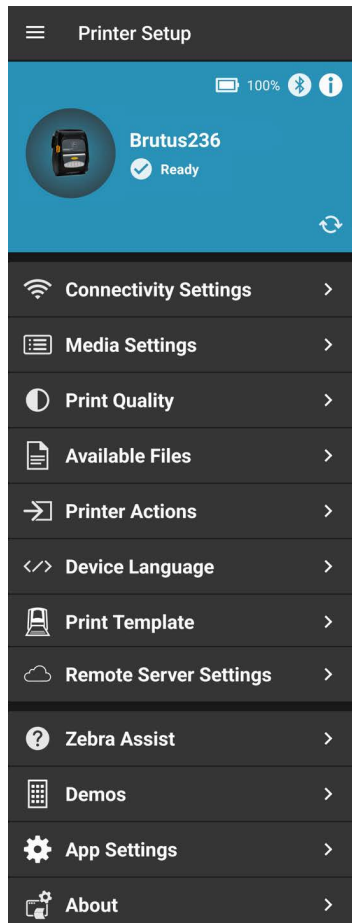 Printer Setup
100%
Brutus236
Ready
Connectivity Settings
Media Settings
Print Quality
Available Files
Printer Actions
Device Language
Print Template
Remote Server Settings
Zebra Assist
Demos
App Settings
About